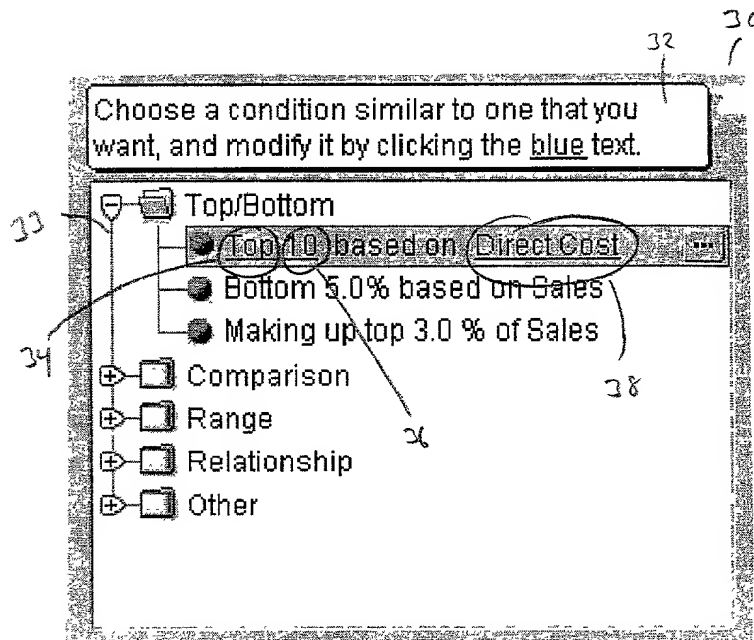 30
32
Choose a condition similar to one that you
want, and modify it by clicking the blue text.
33
Top/Bottom
Top 10 based on Direct Cost ...
Bottom 5.0% based on Sales
Making up top 3.0 % of Sales
34
38
Comparison
36
Range
Relationship
Other